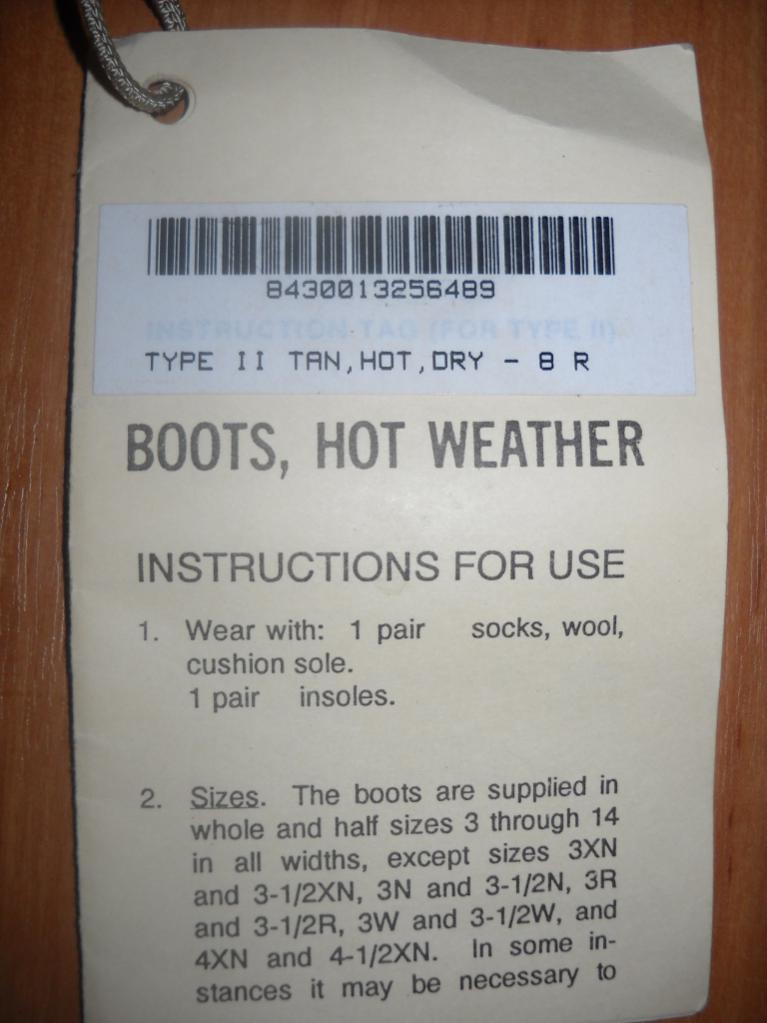 8430013256489
INSTRUCTION TAG (FOR TYPE II)
TYPE II TAN,HOT,DRY - 8 R
BOOTS, HOT WEATHER
INSTRUCTIONS FOR USE
1. Wear with: 1 pair socks, wool,
cushion sole.
1 pair insoles.
2. Sizes. The boots are supplied in
whole and half sizes 3 through 14
in all widths, except sizes 3XN
and 3-1/2XN, 3N and 3-1/2N, 3R
and 3-1/2R, 3W and 3-1/2W, and
4XN and 4-1/2XN. In some in-
stances it may be necessary to